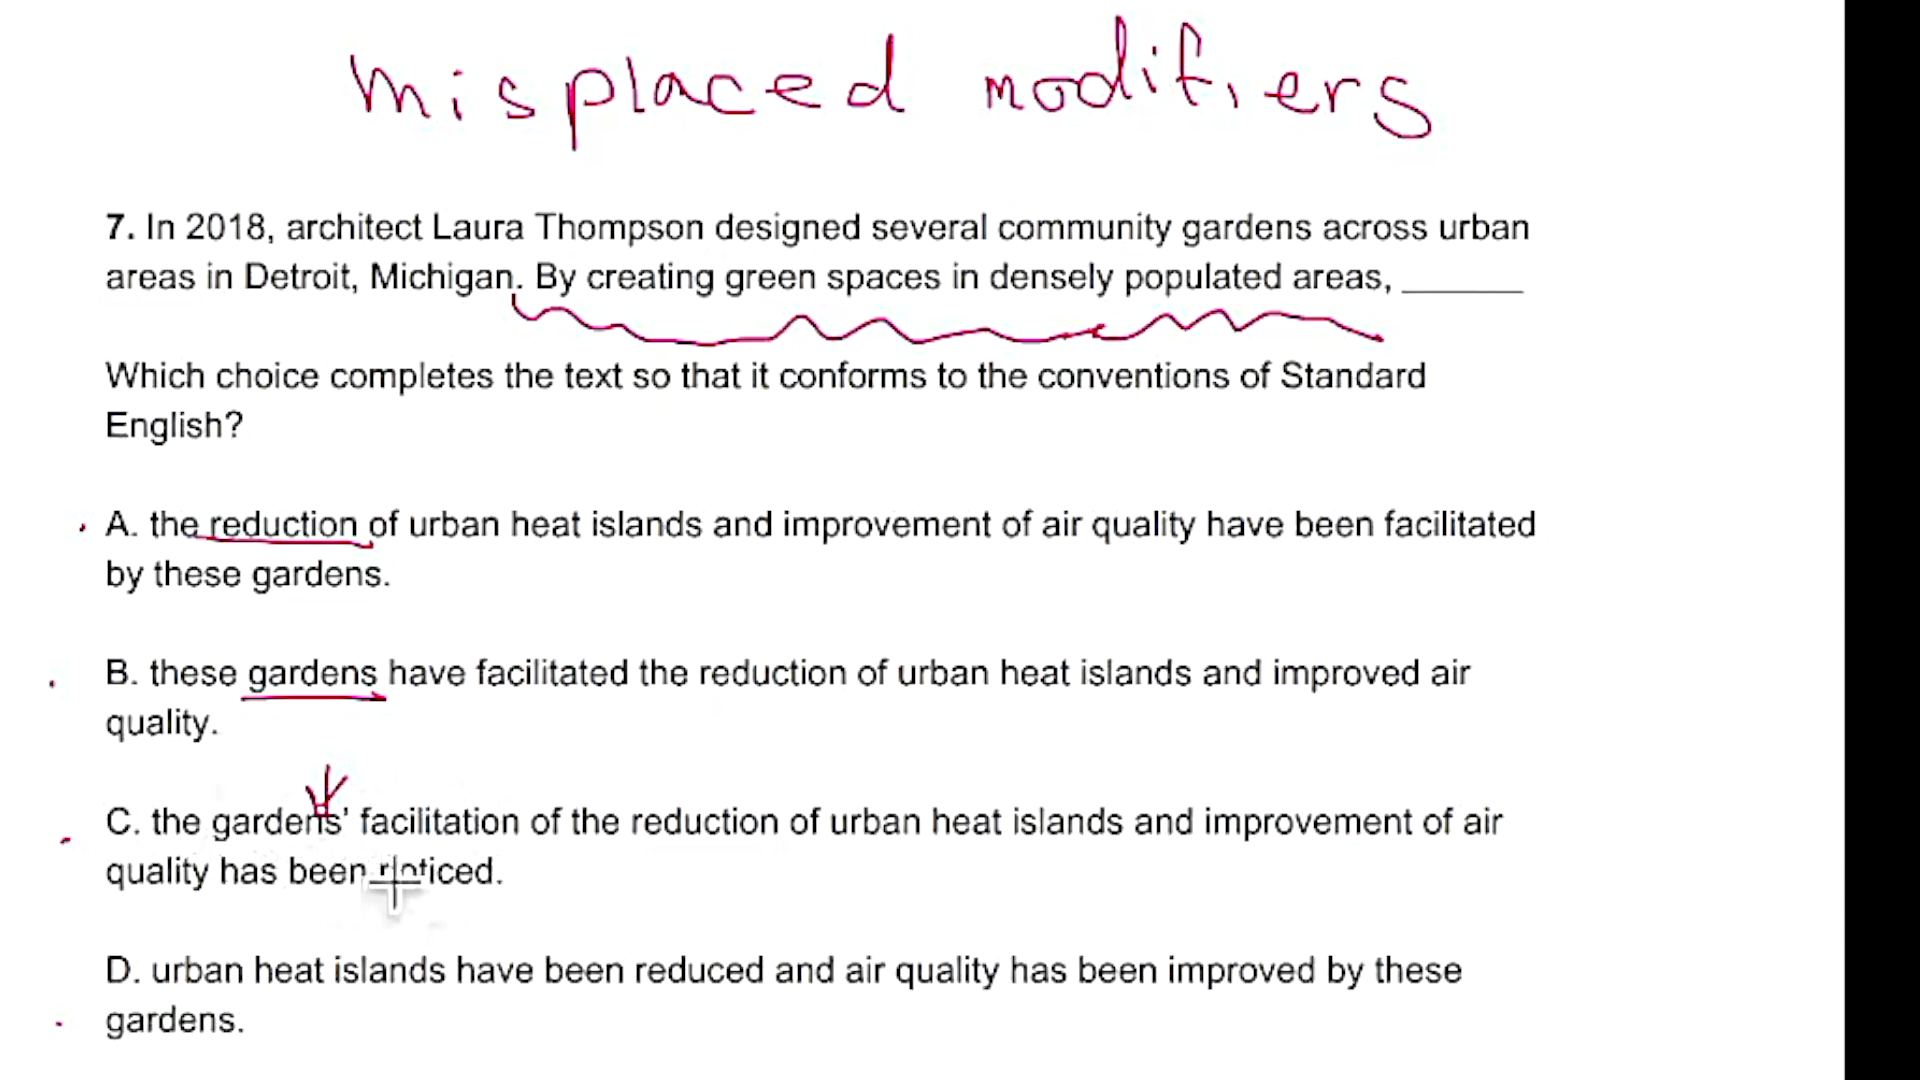 misplaced modifiers
7. In 2018, architect Laura Thompson designed several community gardens across urban
areas in Detroit, Michigan. By creating green spaces in densely populated areas, ______
Which choice completes the text so that it conforms to the conventions of Standard
English?
A. the reduction of urban heat islands and improvement of air quality have been facilitated
by these gardens.
B. these gardens have facilitated the reduction of urban heat islands and improved air
quality.
C. the gardens' facilitation of the reduction of urban heat islands and improvement of air
quality has been noticed.
D. urban heat islands have been reduced and air quality has been improved by these
gardens.